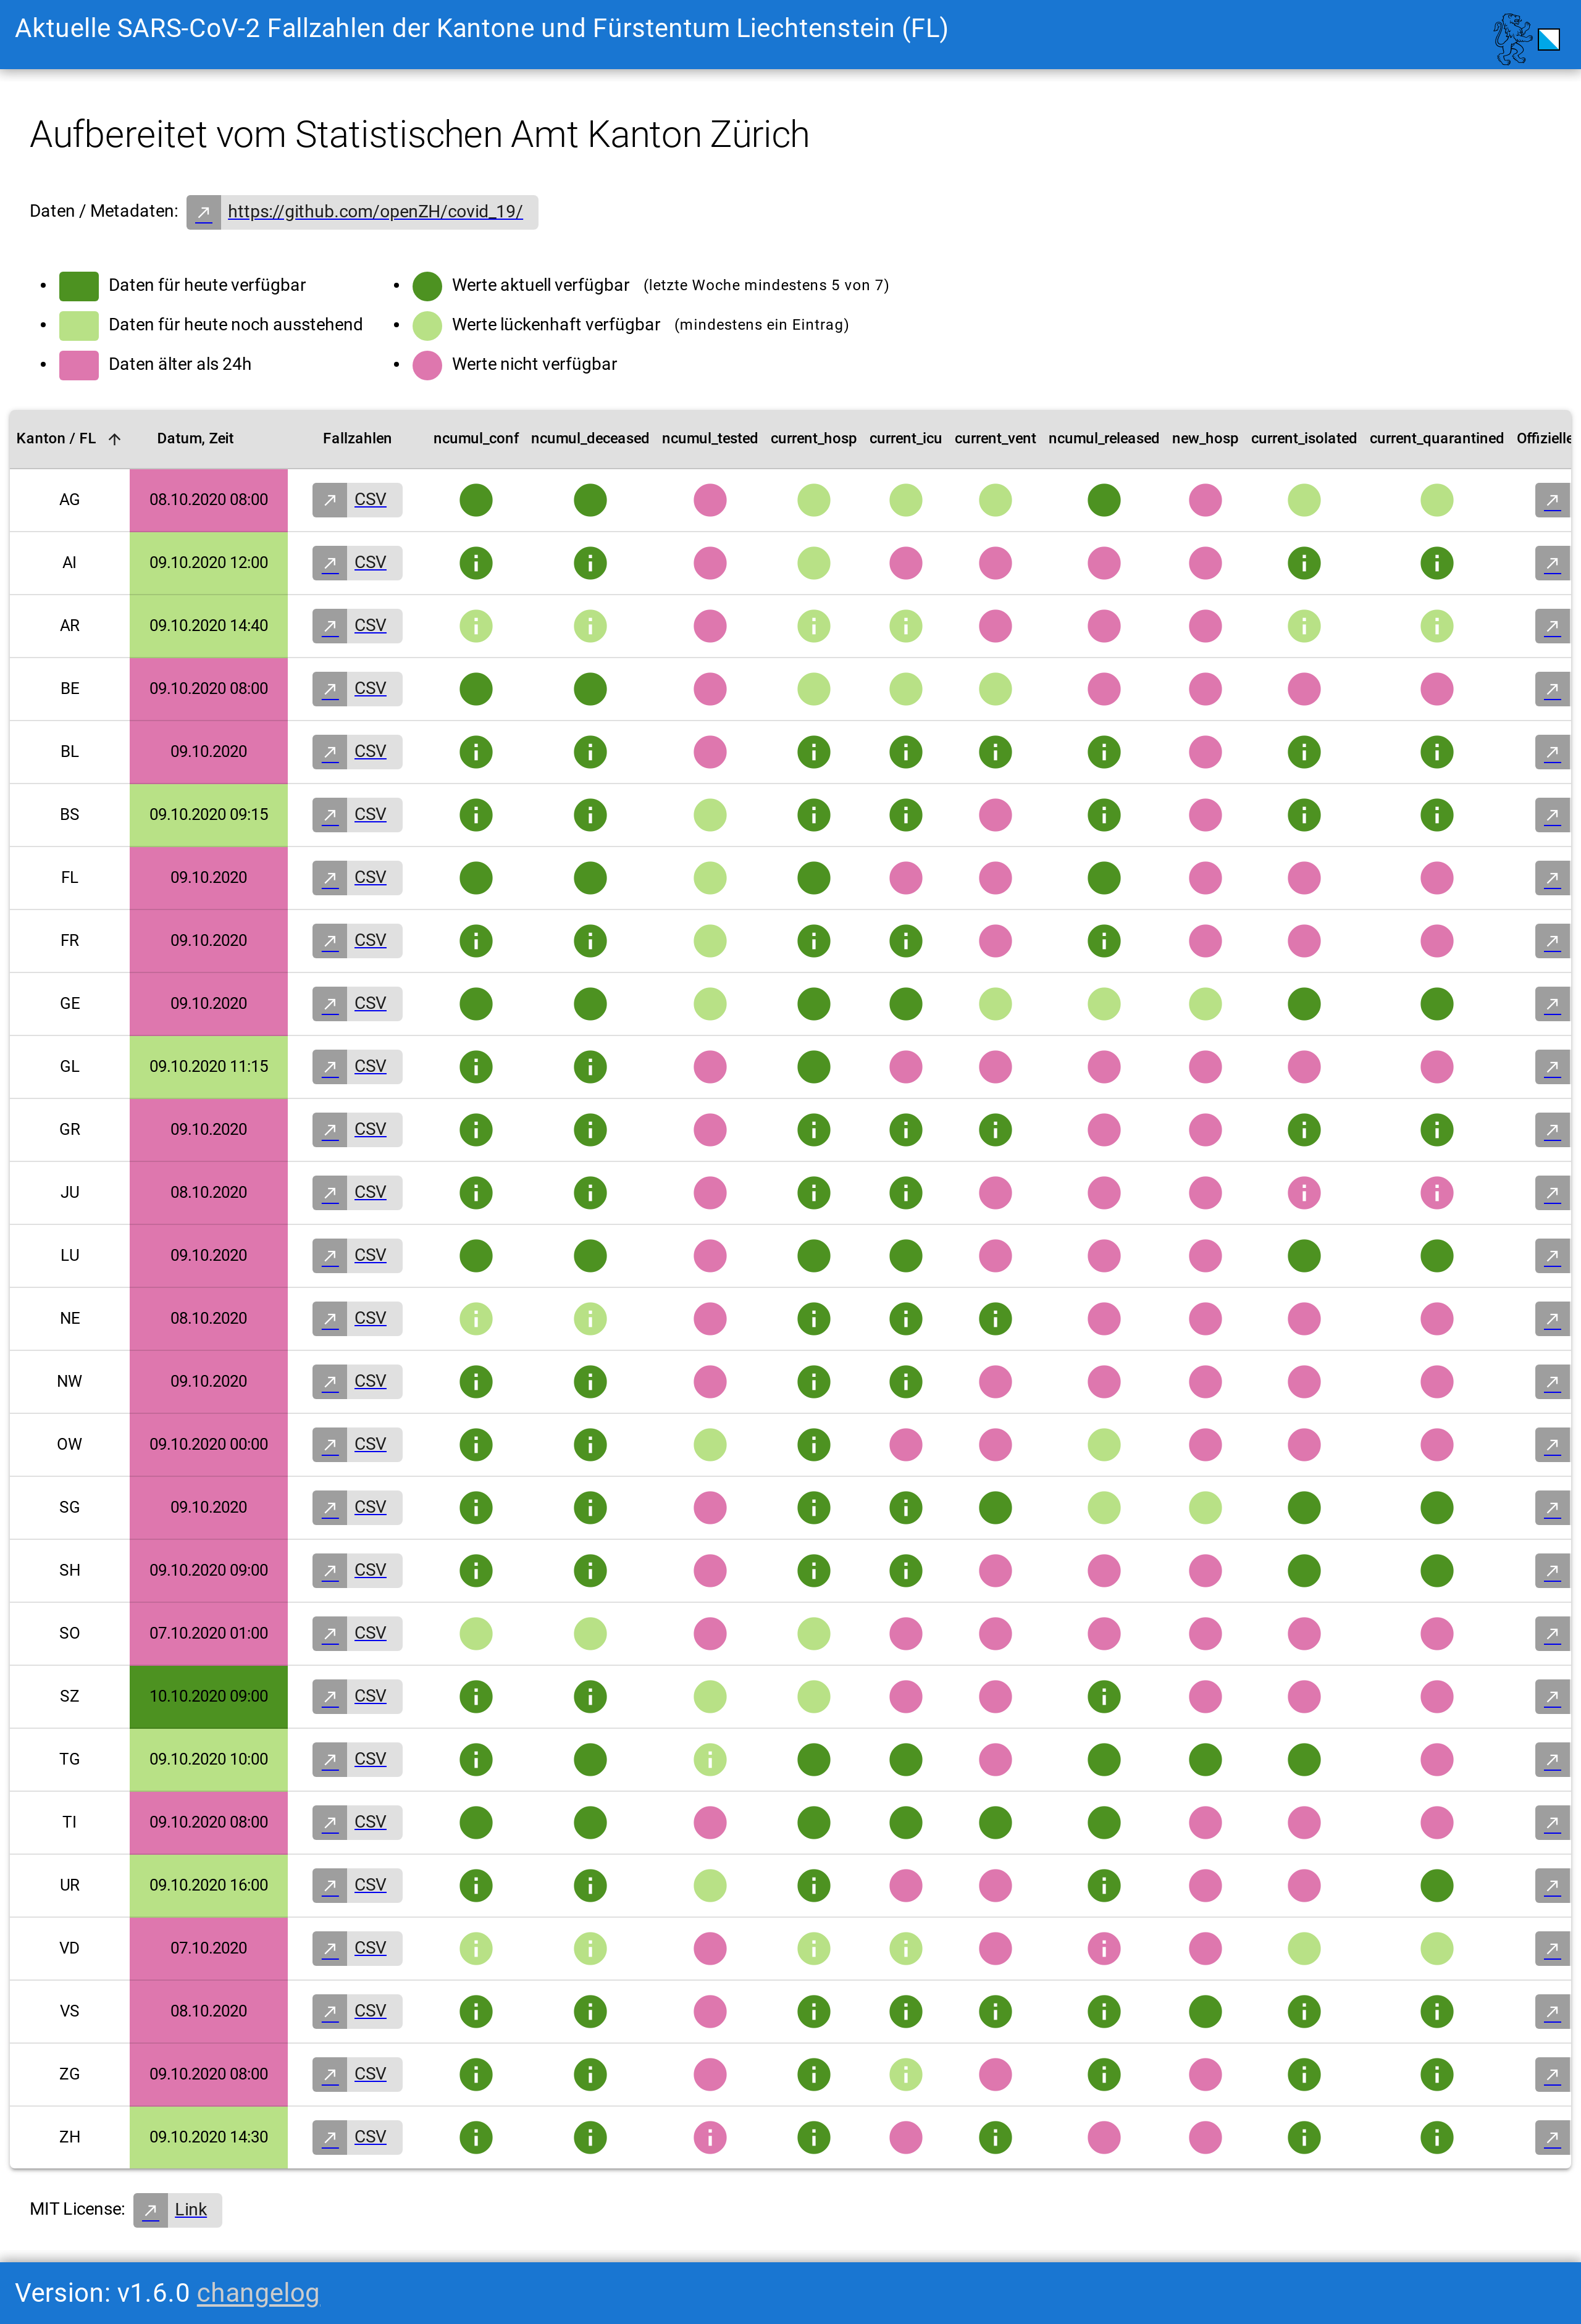 Aktuelle SARS-CoV-2 Fallzahlen der Kantone und Fürstentum Liechtenstein (FL)
Aufbereitet vom Statistischen Amt Kanton Zürich
Daten / Metadaten: https://github.com/openZH/covid_19/
Daten für heute verfügbar
Daten für heute noch ausstehend
Daten älter als 24h
Werte aktuell verfügbar (letzte Woche mindestens 5 von 7)
Werte lückenhaft verfügbar (mindestens ein Eintrag)
Werte nicht verfügbar
Kanton / FL Datum, Zeit Fallzahlen ncumul_conf ncumul_deceased ncumul_tested current_hosp current_icu current_vent ncumul_released new_hosp current_isolated current_quarantined Offizielle
AG 08.10.2020 08:00 CSV
AI 09.10.2020 12:00 CSV
AR 09.10.2020 14:40 CSV
BE 09.10.2020 08:00 CSV
BL 09.10.2020 CSV
BS 09.10.2020 09:15 CSV
FL 09.10.2020 CSV
FR 09.10.2020 CSV
GE 09.10.2020 CSV
GL 09.10.2020 11:15 CSV
GR 09.10.2020 CSV
JU 08.10.2020 CSV
LU 09.10.2020 CSV
NE 08.10.2020 CSV
NW 09.10.2020 CSV
OW 09.10.2020 00:00 CSV
SG 09.10.2020 CSV
SH 09.10.2020 09:00 CSV
SO 07.10.2020 01:00 CSV
SZ 10.10.2020 09:00 CSV
TG 09.10.2020 10:00 CSV
TI 09.10.2020 08:00 CSV
UR 09.10.2020 16:00 CSV
VD 07.10.2020 CSV
VS 08.10.2020 CSV
ZG 09.10.2020 08:00 CSV
ZH 09.10.2020 14:30 CSV
MIT License: Link
Version: v1.6.0 changelog